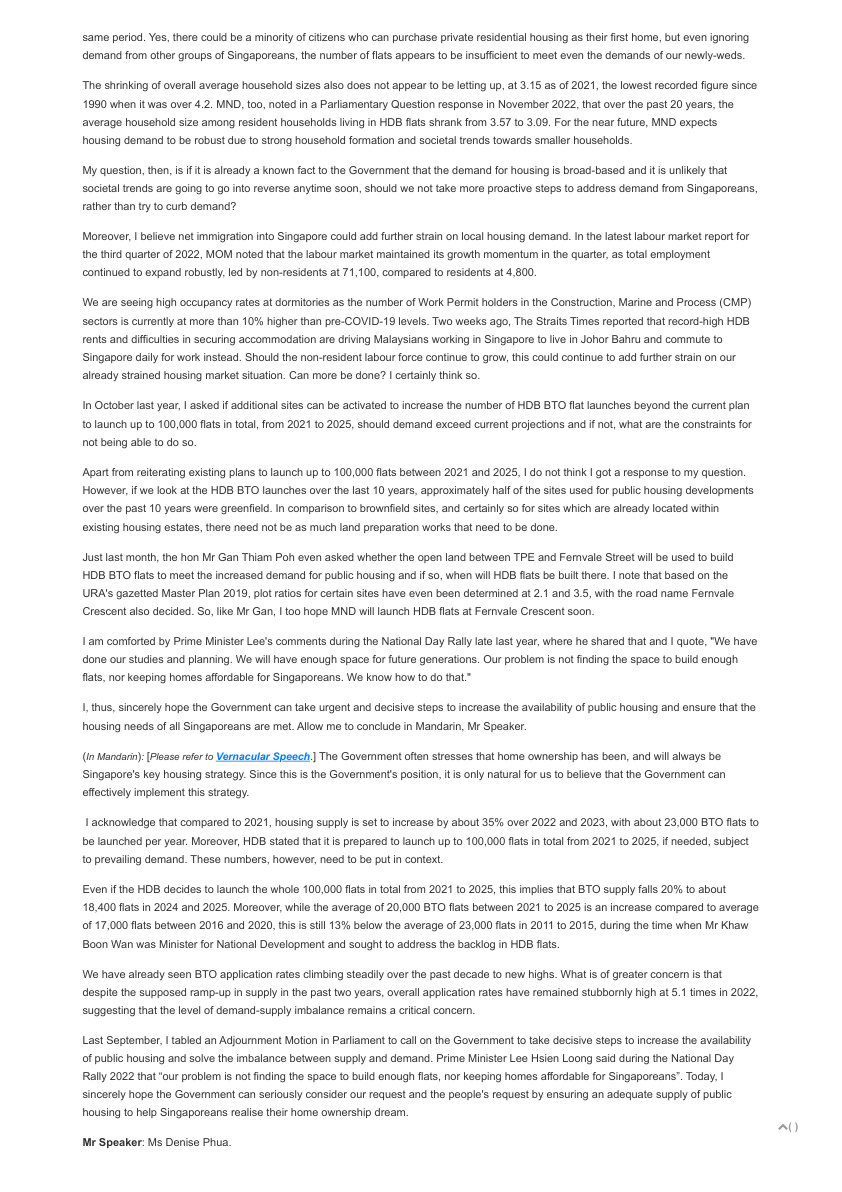 same period. Yes, there could be a minority of citizens who can purchase private residential housing as their first home, but even ignoring
demand from other groups of Singaporeans, the number of flats appears to be insufficient to meet even the demands of our newly-weds.
The shrinking of overall average household sizes also does not appear to be letting up, at 3.15 as of 2021, the lowest recorded figure since
1990 when it was over 4.2. MND, too, noted in a Parliamentary Question response in November 2022, that over the past 20 years, the
average household size among resident households living in HDB flats shrank from 3.57 to 3.09. For the near future, MND expects
housing demand to be robust due to strong household formation and societal trends towards smaller households.
My question, then, is if it is already a known fact to the Government that the demand for housing is broad-based and it is unlikely that
societal trends are going to go into reverse anytime soon, should we not take more proactive steps to address demand from Singaporeans,
rather than try to curb demand?
Moreover, I believe net immigration into Singapore could add further strain on local housing demand. In the latest labour market report for
the third quarter of 2022, MOM noted that the labour market maintained its growth momentum in the quarter, as total employment
continued to expand robustly, led by non-residents at 71,100, compared to residents at 4,800.
We are seeing high occupancy rates at dormitories as the number of Work Permit holders in the Construction, Marine and Process (CMP)
sectors is currently at more than 10% higher than pre-COVID-19 levels. Two weeks ago, The Straits Times reported that record-high HDB
rents and difficulties in securing accommodation are driving Malaysians working in Singapore to live in Johor Bahru and commute to
Singapore daily for work instead. Should the non-resident labour force continue to grow, this could continue to add further strain on our
already strained housing market situation. Can more be done? I certainly think so.
In October last year, I asked if additional sites can be activated to increase the number of HDB BTO flat launches beyond the current plan
to launch up to 100,000 flats in total, from 2021 to 2025, should demand exceed current projections and if not, what are the constraints for
not being able to do so.
Apart from reiterating existing plans to launch up to 100,000 flats between 2021 and 2025, I do not think I got a response to my question.
However, if we look at the HDB BTO launches over the last 10 years, approximately half of the sites used for public housing developments
over the past 10 years were greenfield. In comparison to brownfield sites, and certainly so for sites which are already located within
existing housing estates, there need not be as much land preparation works that need to be done.
Just last month, the hon Mr Gan Thiam Poh even asked whether the open land between TPE and Fernvale Street will be used to build
HDB BTO flats to meet the increased demand for public housing and if so, when will HDB flats be built there. I note that based on the
URA's gazetted Master Plan 2019, plot ratios for certain sites have even been determined at 2.1 and 3.5, with the road name Fernvale
Crescent also decided. So, like Mr Gan, I too hope MND will launch HDB flats at Fernvale Crescent soon.
I am comforted by Prime Minister Lee's comments during the National Day Rally late last year, where he shared that and I quote, "We have
done our studies and planning. We will have enough space for future generations. Our problem is not finding the space to build enough
flats, nor keeping homes affordable for Singaporeans. We know how to do that."
I, thus, sincerely hope the Government can take urgent and decisive steps to increase the availability of public housing and ensure that the
housing needs of all Singaporeans are met. Allow me to conclude in Mandarin, Mr Speaker.
(In Mandarin): [Please refer to Vernacular Speech.] The Government often stresses that home ownership has been, and will always be
Singapore's key housing strategy. Since this is the Government's position, it is only natural for us to believe that the Government can
effectively implement this strategy.
I acknowledge that compared to 2021, housing supply is set to increase by about 35% over 2022 and 2023, with about 23,000 BTO flats to
be launched per year. Moreover, HDB stated that it is prepared to launch up to 100,000 flats in total from 2021 to 2025, if needed, subject
to prevailing demand. These numbers, however, need to be put in context.
Even if the HDB decides to launch the whole 100,000 flats in total from 2021 to 2025, this implies that BTO supply falls 20% to about
18,400 flats in 2024 and 2025. Moreover, while the average of 20,000 BTO flats between 2021 to 2025 is an increase compared to average
of 17,000 flats between 2016 and 2020, this is still 13% below the average of 23,000 flats in 2011 to 2015, during the time when Mr Khaw
Boon Wan was Minister for National Development and sought to address the backlog in HDB flats.
We have already seen BTO application rates climbing steadily over the past decade to new highs. What is of greater concern is that
despite the supposed ramp-up in supply in the past two years, overall application rates have remained stubbornly high at 5.1 times in 2022,
suggesting that the level of demand-supply imbalance remains a critical concern.
Last September, I tabled an Adjournment Motion in Parliament to call on the Government to take decisive steps to increase the availability
of public housing and solve the imbalance between supply and demand. Prime Minister Lee Hsien Loong said during the National Day
Rally 2022 that “our problem is not finding the space to build enough flats, nor keeping homes affordable for Singaporeans”. Today, I
sincerely hope the Government can seriously consider our request and the people's request by ensuring an adequate supply of public
housing to help Singaporeans realise their home ownership dream.
( )
Mr Speaker: Ms Denise Phua.